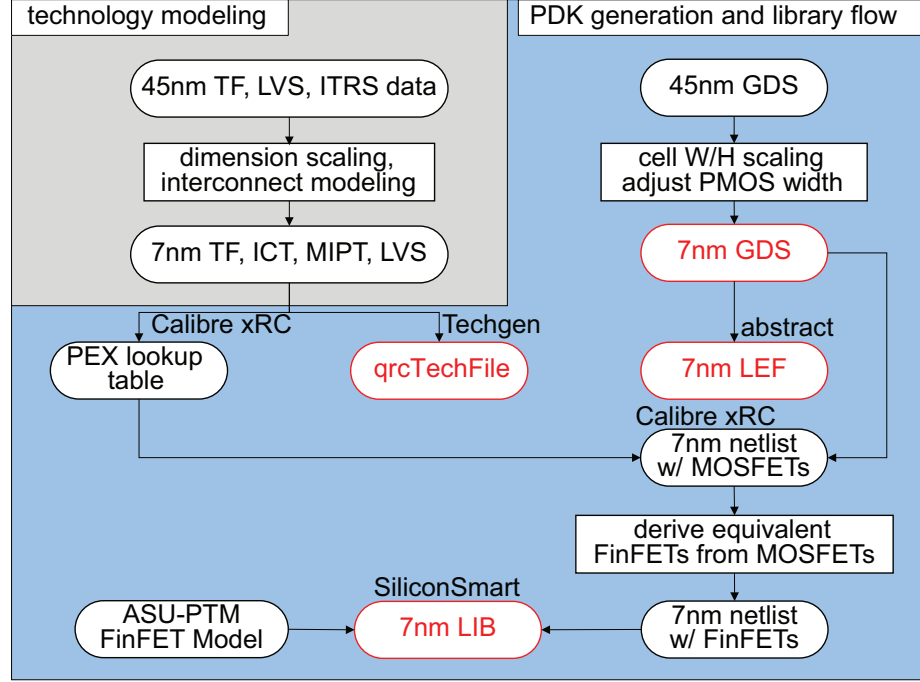 technology modeling
PDK generation and library flow
45nm TF, LVS, ITRS data
45nm GDS
dimension scaling,
interconnect modeling
cell W/H scaling
adjust PMOS width
7nm TF, ICT, MIPT, LVS
7nm GDS
Calibre xRC
Techgen
abstract
PEX lookup
table
qrcTechFile
7nm LEF
Calibre xRC
7nm netlist
w/ MOSFETs
derive equivalent
FinFETs from MOSFETs
SiliconSmart
ASU-PTM
FinFET Model
7nm LIB
7nm netlist
w/ FinFETs